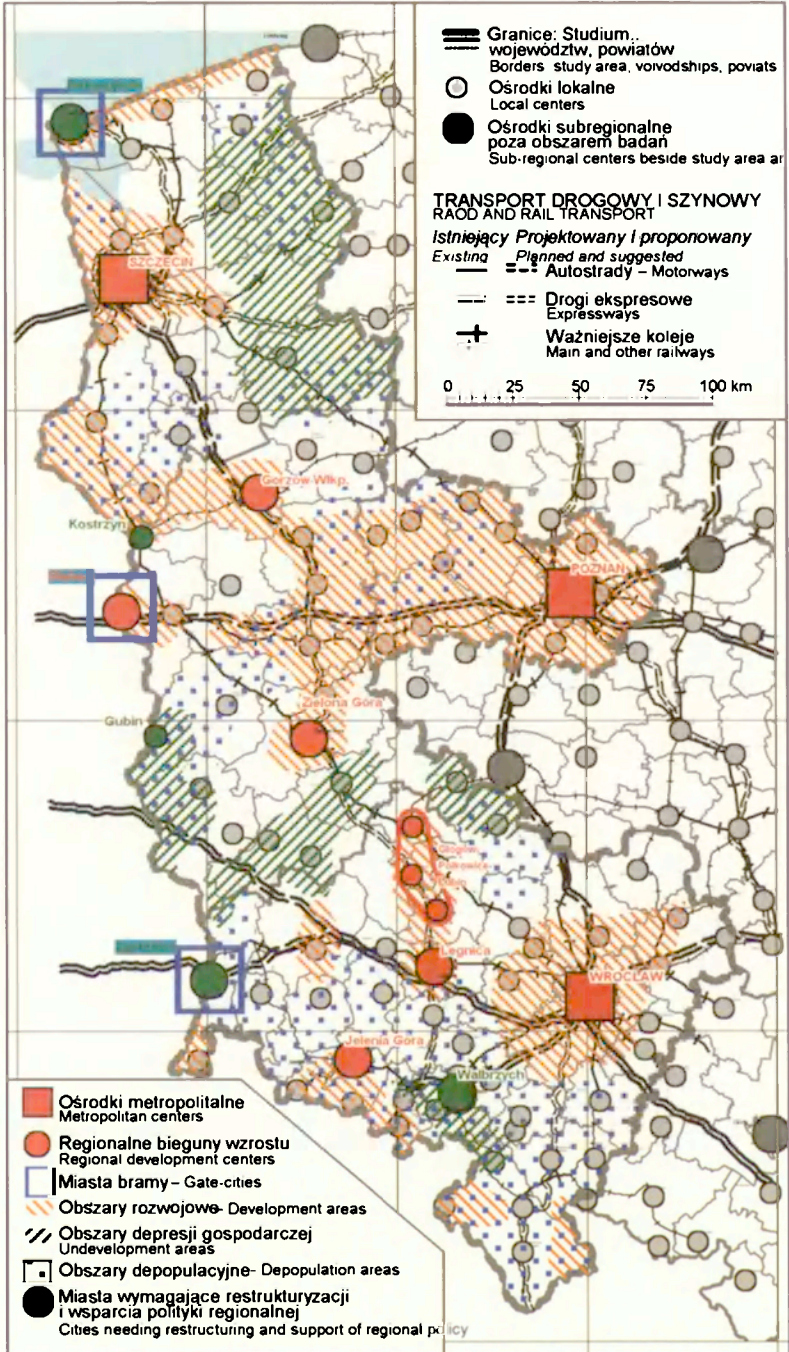 Granice: Studium..
województw, powiatów
Borders study area, voivodships, poviats
Ośrodki lokalne
Local centers
Ośrodki subregionalne
poza obszarem badań
Sub-regional centers beside study area ar
TRANSPORT DROGOWY I SZYNOWY
RAOD AND RAIL TRANSPORT
Istniejący Projektowany I proponowany
Existing Planned and suggested
Autostrady – Motorways
Drogi ekspresowe
Expressways
Ważniejsze koleje
Main and other railways
0 25 50 75 100 km
SZCZECIN
Gorzów Wlkp.
Kostrzyn
POZNAŃ
Zielona Góra
Gubin
Głogów
Polkowice
Lubin
Legnica
WROCŁAW
Jelenia Góra
Wałbrzych
Ośrodki metropolitalne
Metropolitan centers
Regionalne bieguny wzrostu
Regional development centers
Miasta bramy – Gate-cities
Obszary rozwojowe- Development areas
Obszary depresji gospodarczej
Undevelopment areas
Obszary depopulacyjne- Depopulation areas
Miasta wymagające restrukturyzacji
i wsparcia polityki regionalnej
Cities needing restructuring and support of regional policy